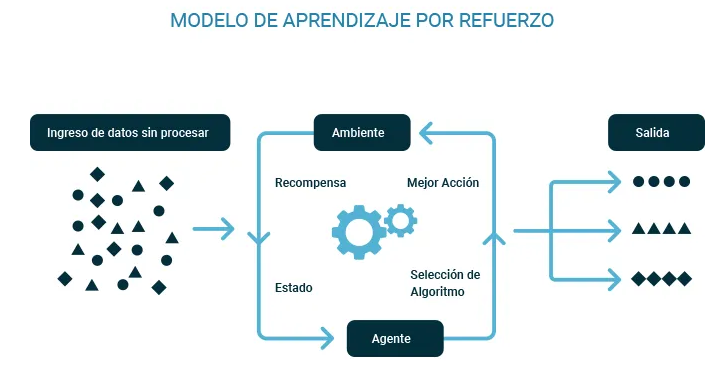 MODELO DE APRENDIZAJE POR REFUERZO
Ingreso de datos sin procesar
Ambiente
Salida
Recompensa
Mejor Acción
Estado
Selección de
Algoritmo
Agente